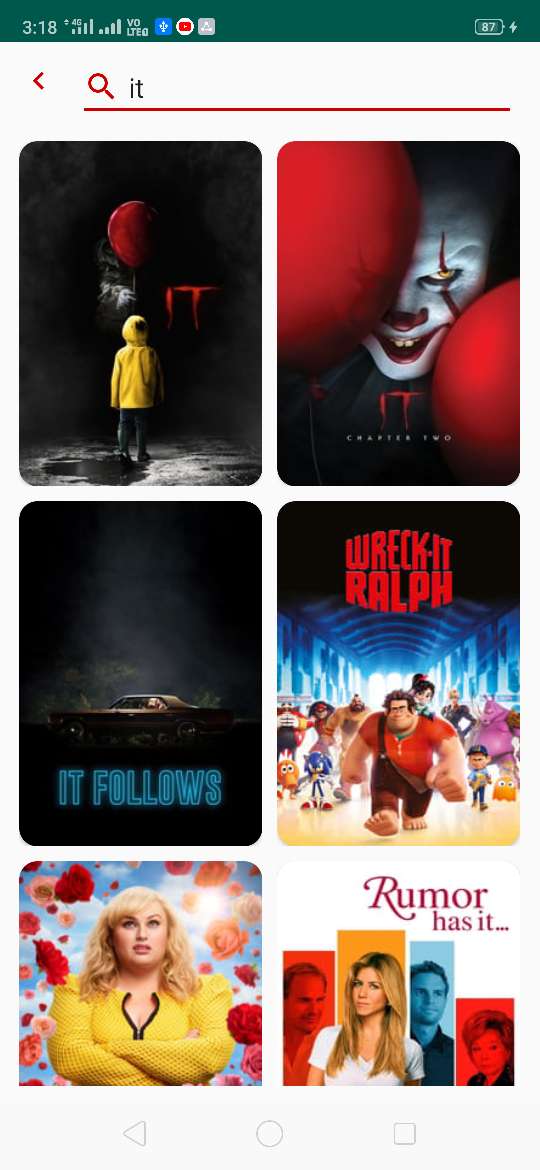 3:18 4G VO LTE 87
it
IT
IT
CHAPTER TWO
IT FOLLOWS
WRECK-IT
RALPH
Rumor
has it...